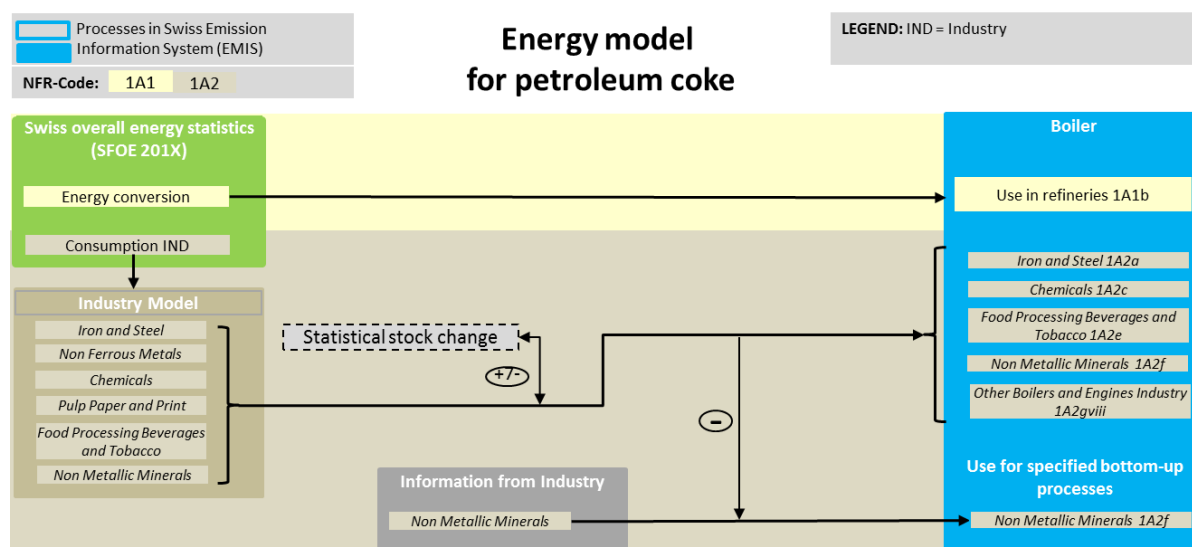 Processes in Swiss Emission
Information System (EMIS)
NFR-Code: 1A1 1A2
Energy model
for petroleum coke
LEGEND: IND = Industry
Swiss overall energy statistics
(SFOE 201X)
Energy conversion
Consumption IND
Industry Model
Iron and Steel
Non Ferrous Metals
Chemicals
Pulp Paper and Print
Food Processing Beverages
and Tobacco
Non Metallic Minerals
Statistical stock change
+7-
–
Information from Industry
Non Metallic Minerals
Boiler
Use in refineries 1A1b
Iron and Steel 1A2a
Chemicals 1A2c
Food Processing Beverages and
Tobacco 1A2e
Non Metallic Minerals 1A2f
Other Boilers and Engines Industry
1A2gviii
Use for specified bottom-up
processes
Non Metallic Minerals 1A2f